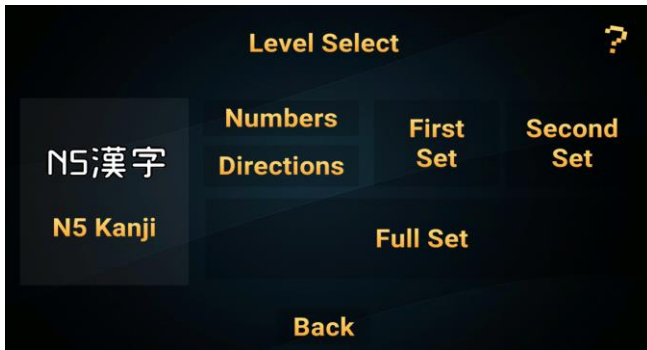 Level Select
?
N5漢字
N5 Kanji
Numbers
Directions
First
Set
Second
Set
Full Set
Back